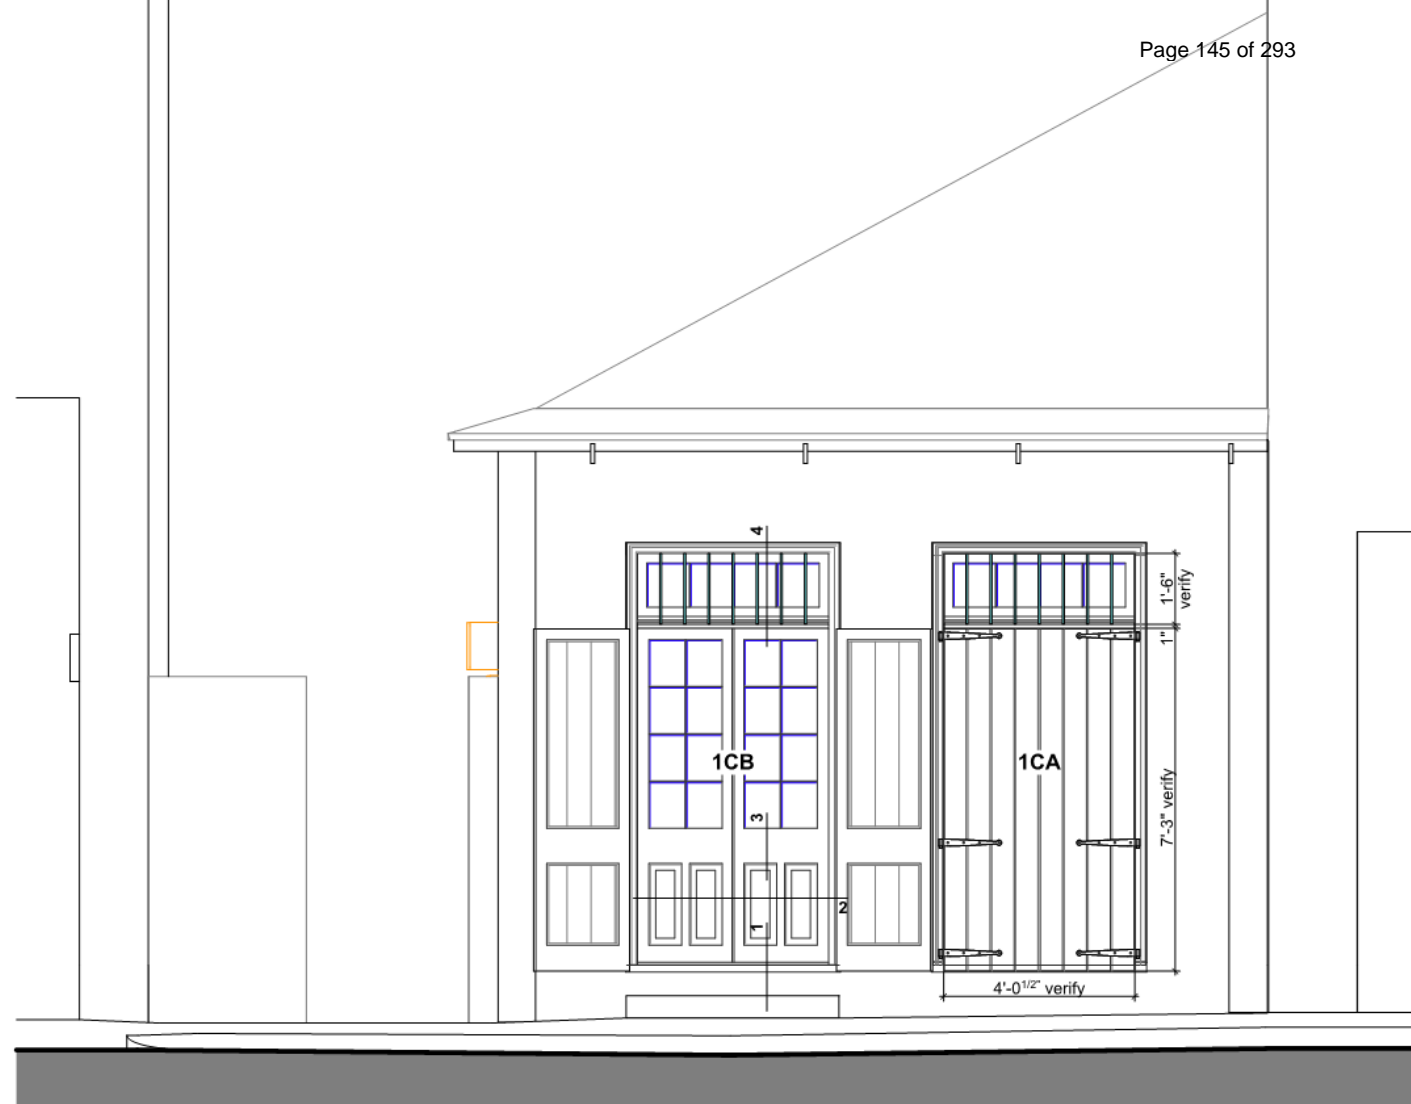 Page 145 of 293
4
1'-6"
verify
1"
1CB
1CA
3
7'-3" verify
2
1
4'-0 1/2" verify